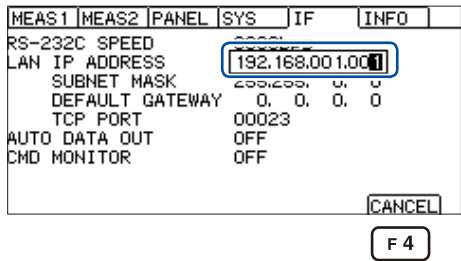 MEAS1 MEAS2 PANEL SYS IF INFO
RS-232C SPEED
LAN IP ADDRESS 192.168.001.001
SUBNET MASK 255.255. 0. 0
DEFAULT GATEWAY 0. 0. 0. 0
TCP PORT 00023
AUTO DATA OUT OFF
CMD MONITOR OFF
CANCEL
F 4